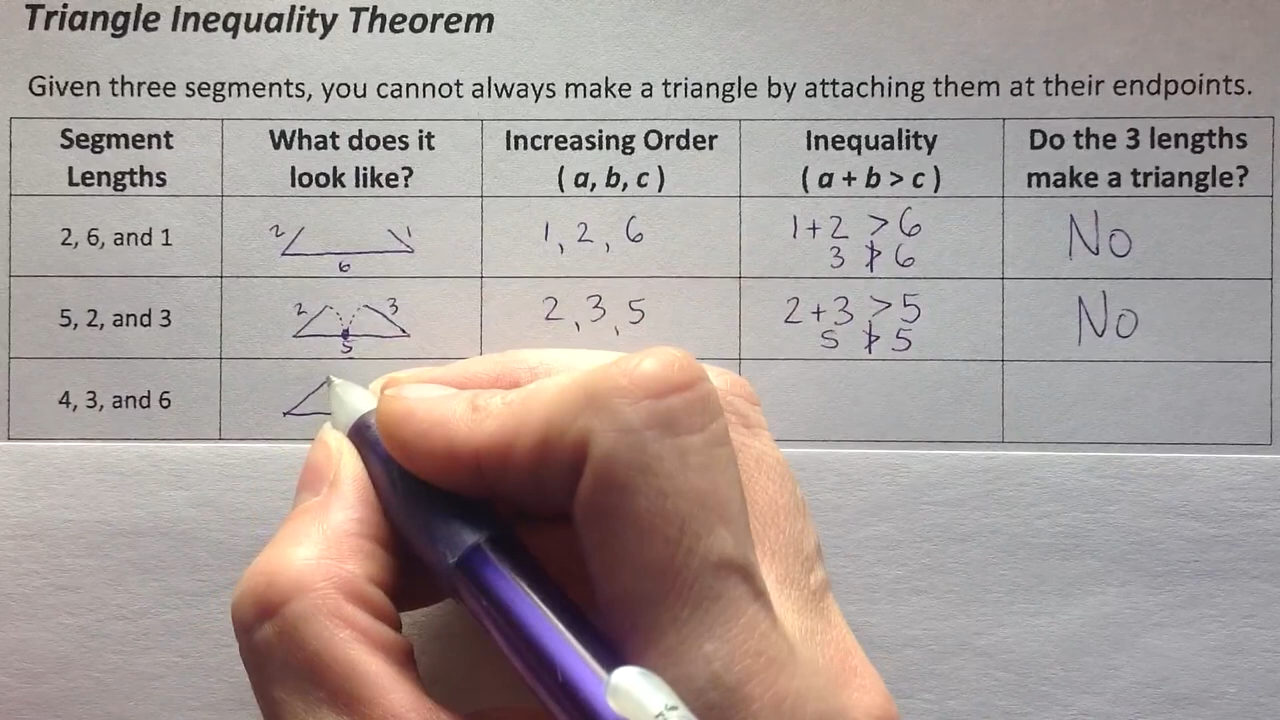 Triangle Inequality Theorem
Given three segments, you cannot always make a triangle by attaching them at their endpoints.
Segment Lengths
What does it look like?
Increasing Order ( a, b, c )
Inequality ( a + b > c )
Do the 3 lengths make a triangle?
2, 6, and 1
2 1
6
1, 2, 6
1+2 > 6
3 ≯ 6
No
5, 2, and 3
2 3
5
2, 3, 5
2+3 > 5
5 ≯ 5
No
4, 3, and 6